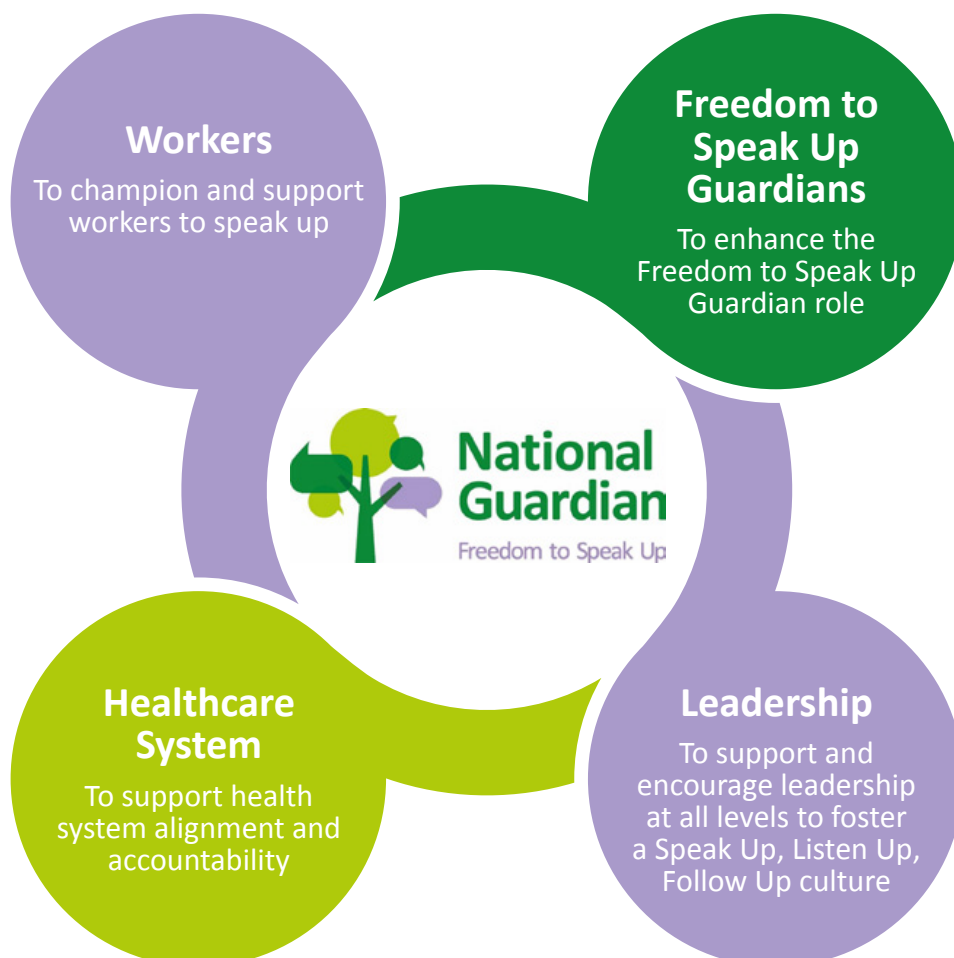 Workers
To champion and support
workers to speak up
Freedom to
Speak Up
Guardians
To enhance the
Freedom to Speak Up
Guardian role
National
Guardian
Freedom to Speak Up
Healthcare
System
To support health
system alignment and
accountability
Leadership
To support and
encourage leadership
at all levels to foster
a Speak Up, Listen Up,
Follow Up culture